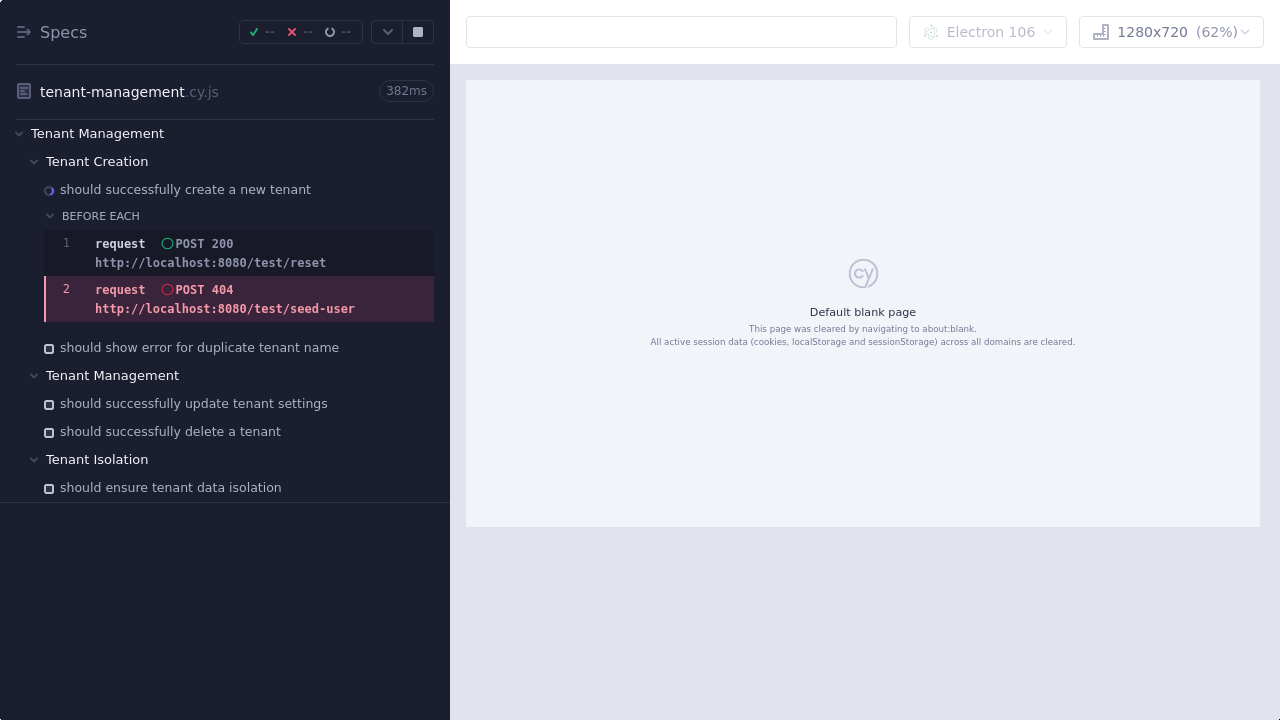 Specs
--
--
--
Electron 106
1280x720 (62%)
tenant-management.cy.js
382ms
Tenant Management
Tenant Creation
should successfully create a new tenant
BEFORE EACH
1 request POST 200
http://localhost:8080/test/reset
2 request POST 404
http://localhost:8080/test/seed-user
should show error for duplicate tenant name
Tenant Management
should successfully update tenant settings
should successfully delete a tenant
Tenant Isolation
should ensure tenant data isolation
cy
Default blank page
This page was cleared by navigating to about:blank.
All active session data (cookies, localStorage and sessionStorage) across all domains are cleared.